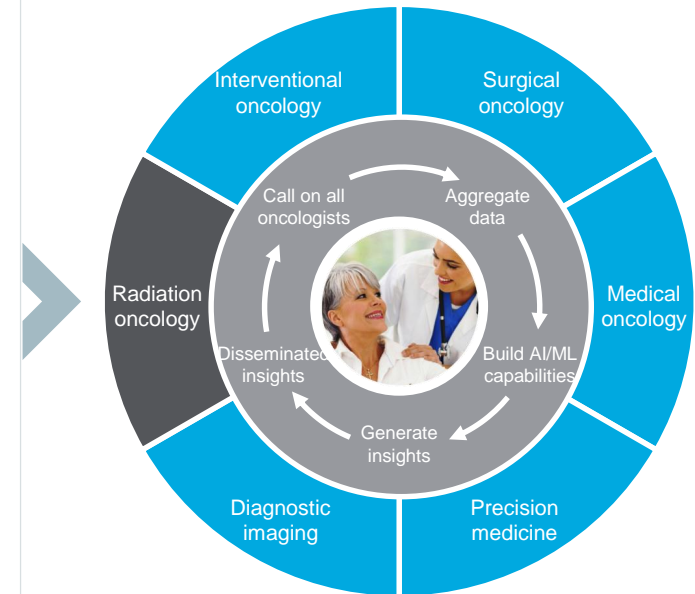 Interventional
oncology
Surgical
oncology
Medical
oncology
Precision
medicine
Diagnostic
imaging
Radiation
oncology
Call on all
oncologists
Aggregate
data
Build AI/ML
capabilities
Generate
insights
Disseminated
insights